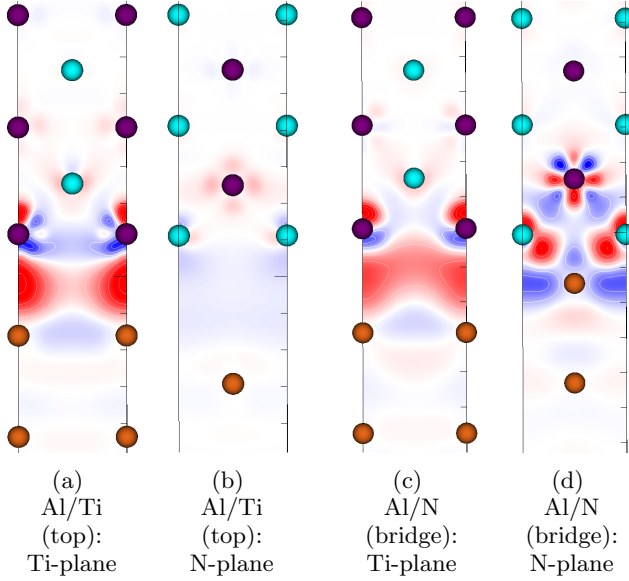 (a)
Al/Ti
(top):
Ti-plane
(b)
Al/Ti
(top):
N-plane
(c)
Al/N
(bridge):
Ti-plane
(d)
Al/N
(bridge):
N-plane